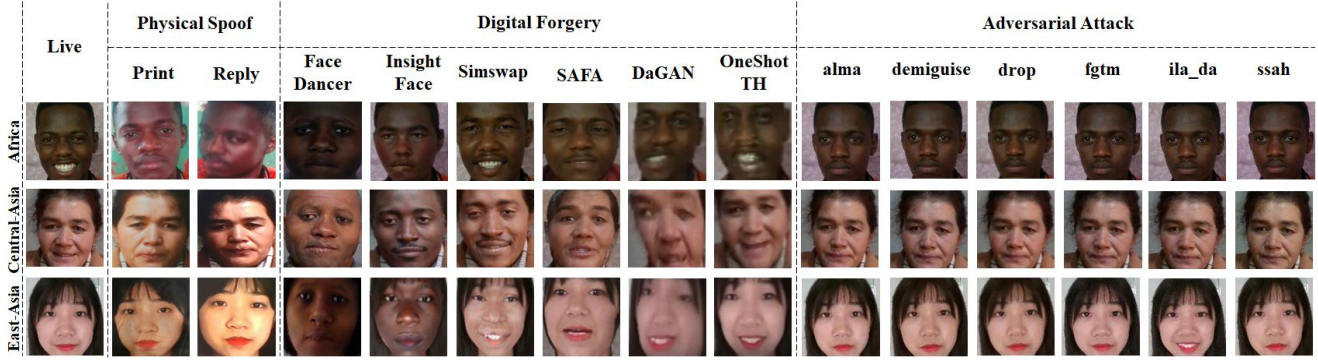 Live
Physical Spoof
Digital Forgery
Adversarial Attack
Print
Reply
Face
Dancer
Insight
Face
Simswap
SAFA
DaGAN
OneShot
TH
alma
demiguise
drop
fgtm
ila_da
ssah
Africa
Central-Asia
East-Asia